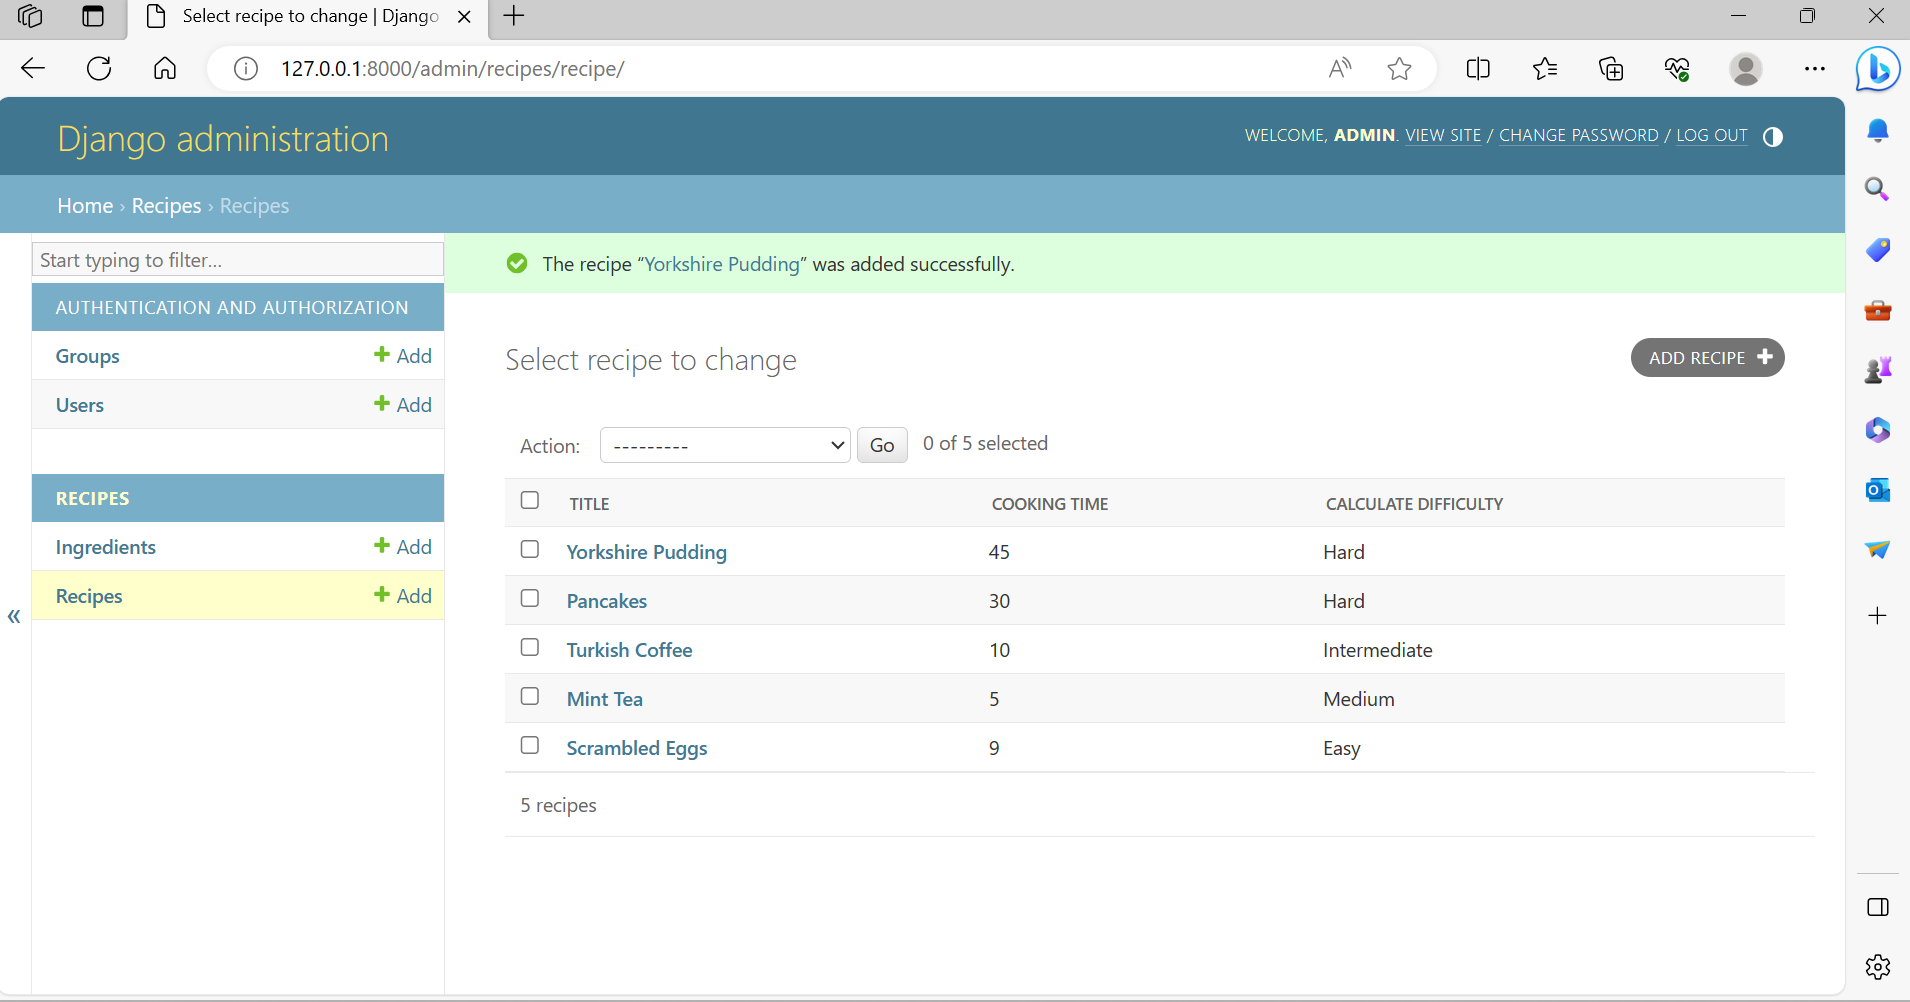 Select recipe to change | Django
127.0.0.1:8000/admin/recipes/recipe/
Django administration
WELCOME, ADMIN. VIEW SITE / CHANGE PASSWORD / LOG OUT
Home › Recipes › Recipes
Start typing to filter...
AUTHENTICATION AND AUTHORIZATION
Groups + Add
Users + Add
RECIPES
Ingredients + Add
Recipes + Add
«
The recipe “Yorkshire Pudding” was added successfully.
Select recipe to change
ADD RECIPE +
Action: --------- Go 0 of 5 selected
TITLE COOKING TIME CALCULATE DIFFICULTY
Yorkshire Pudding 45 Hard
Pancakes 30 Hard
Turkish Coffee 10 Intermediate
Mint Tea 5 Medium
Scrambled Eggs 9 Easy
5 recipes